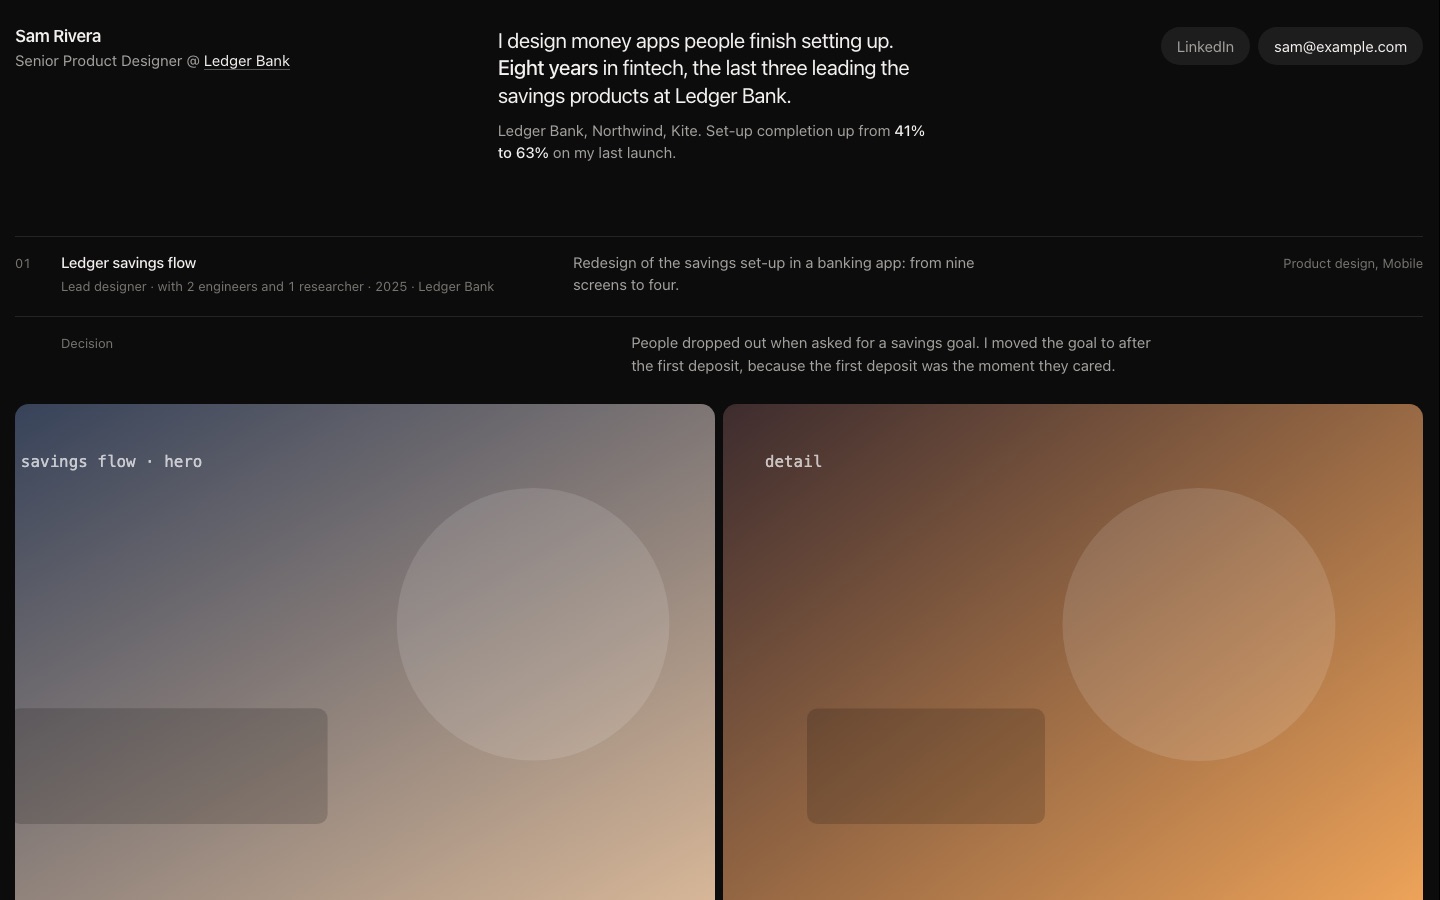 Sam Rivera
Senior Product Designer @ Ledger Bank
I design money apps people finish setting up.
Eight years in fintech, the last three leading the
savings products at Ledger Bank.
Ledger Bank, Northwind, Kite. Set-up completion up from 41%
to 63% on my last launch.
LinkedIn
sam@example.com
01
Ledger savings flow
Lead designer · with 2 engineers and 1 researcher · 2025 · Ledger Bank
Redesign of the savings set-up in a banking app: from nine
screens to four.
Product design, Mobile
Decision
People dropped out when asked for a savings goal. I moved the goal to after
the first deposit, because the first deposit was the moment they cared.
savings flow · hero
detail